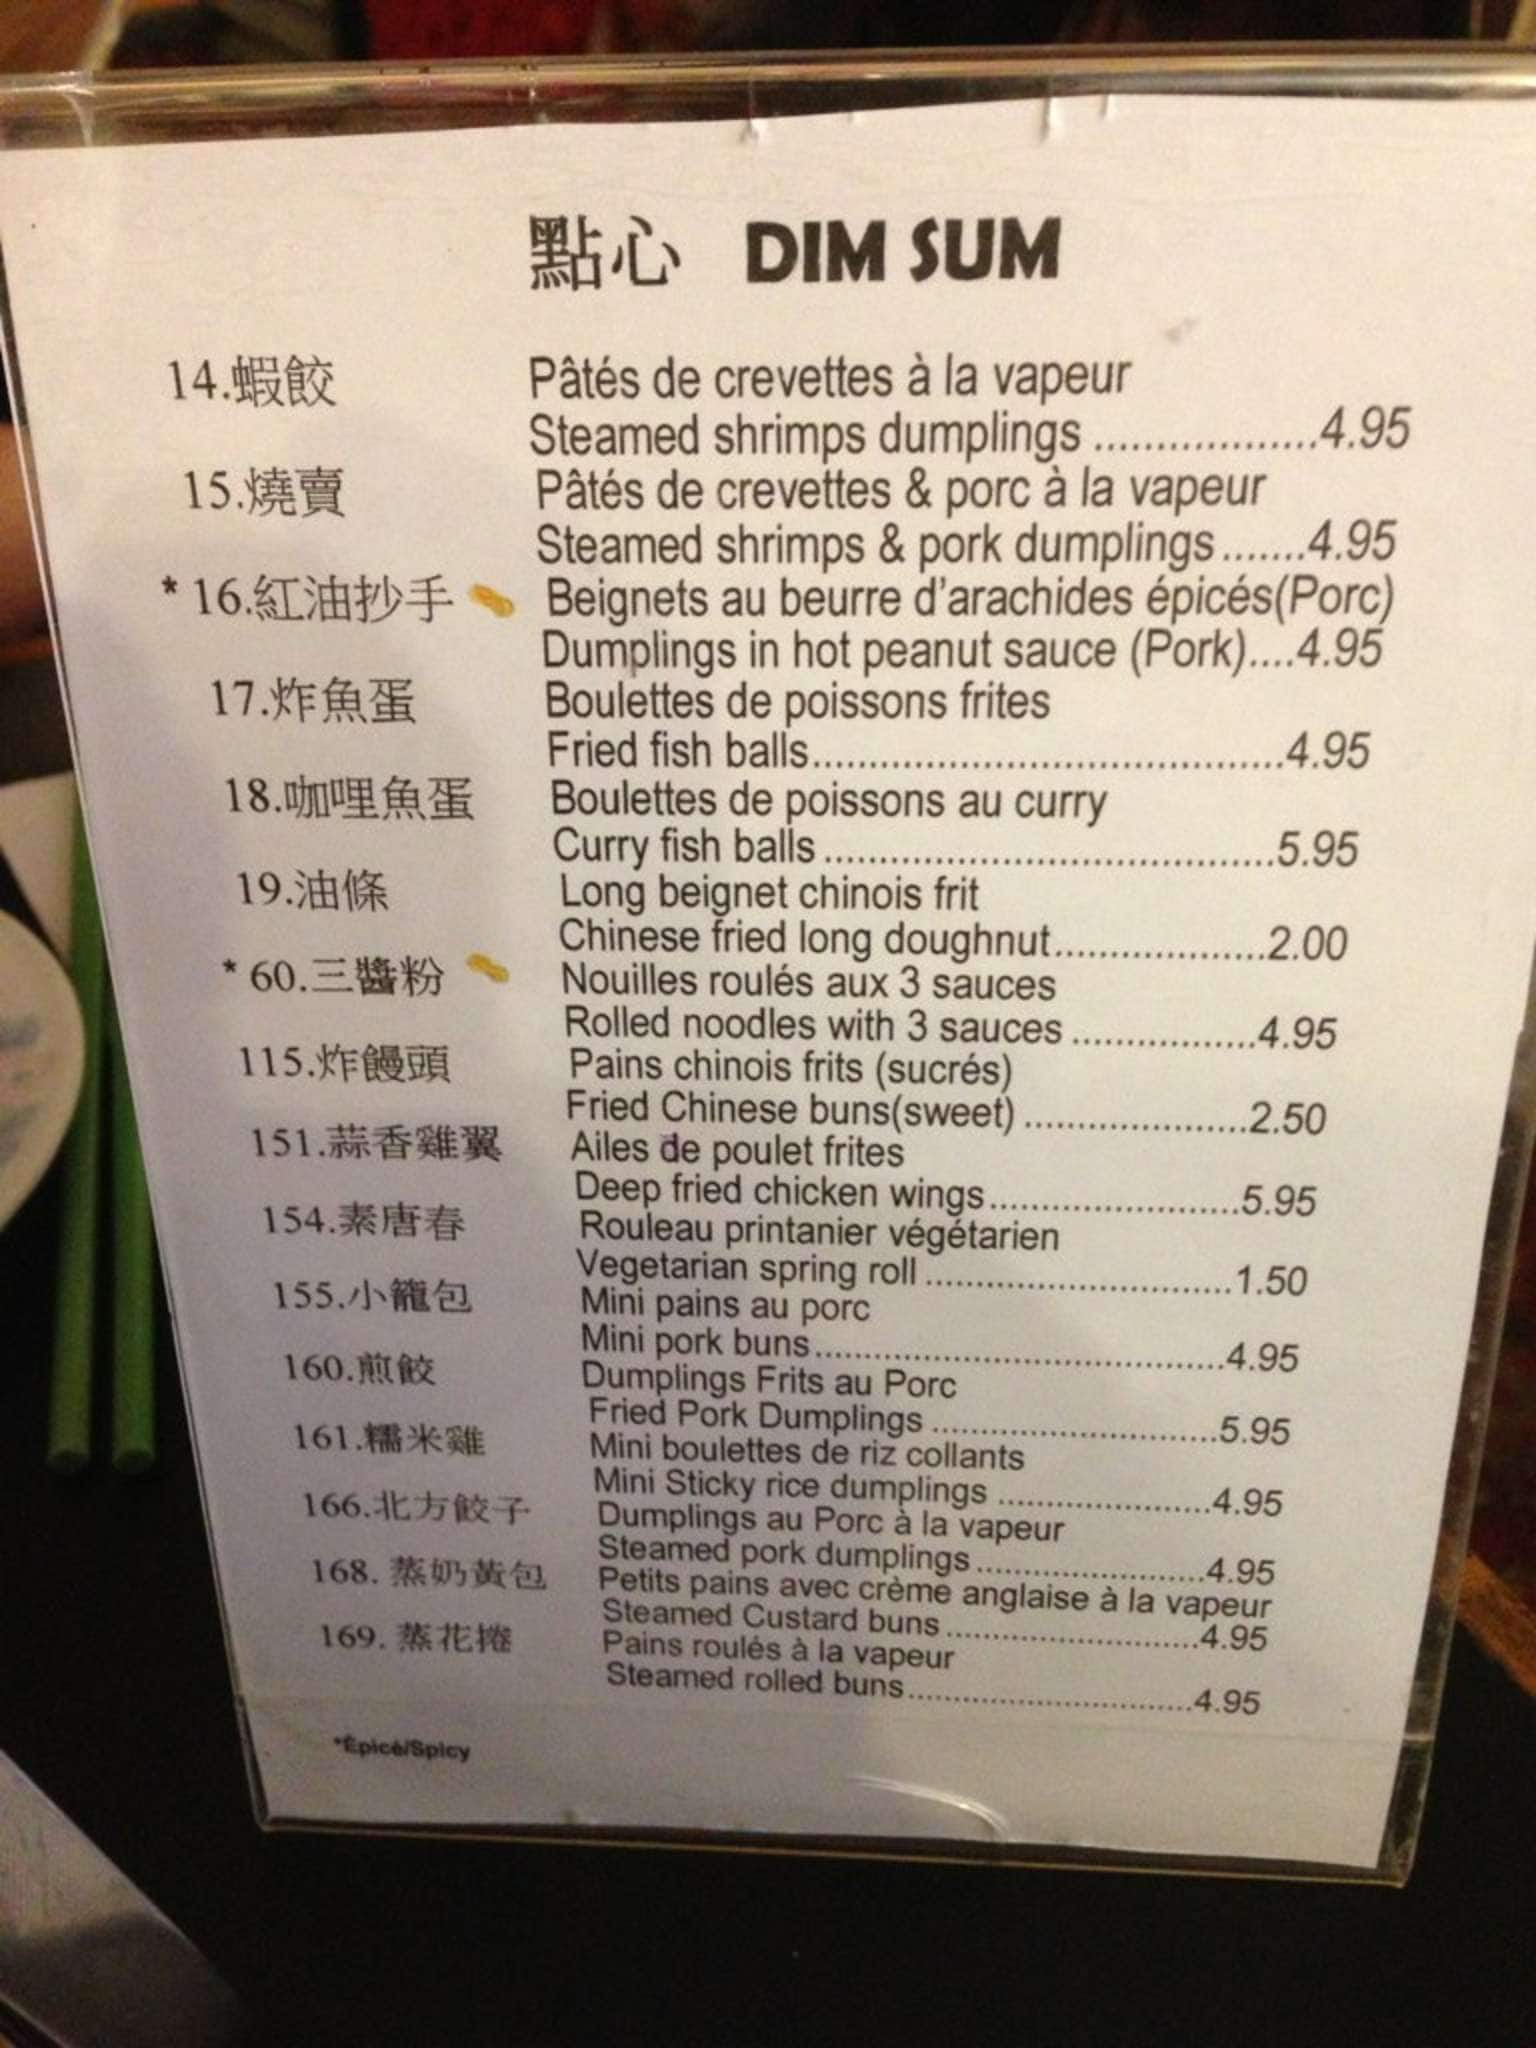 點心 DIM SUM
14.蝦餃 Pâtés de crevettes à la vapeur
Steamed shrimps dumplings ..................4.95
15.燒賣 Pâtés de crevettes & porc à la vapeur
Steamed shrimps & pork dumplings.......4.95
* 16.紅油抄手 Beignets au beurre d'arachides épicés(Porc)
Dumplings in hot peanut sauce (Pork)....4.95
17.炸魚蛋 Boulettes de poissons frites
Fried fish balls.......................................4.95
18.咖哩魚蛋 Boulettes de poissons au curry
Curry fish balls ......................................5.95
19.油條 Long beignet chinois frit
Chinese fried long doughnut..................2.00
* 60.三醬粉 Nouilles roulés aux 3 sauces
Rolled noodles with 3 sauces .................4.95
115.炸饅頭 Pains chinois frits (sucrés)
Fried Chinese buns(sweet) .....................2.50
151.蒜香雞翼 Ailes de poulet frites
Deep fried chicken wings........................5.95
154.素唐春 Rouleau printanier végétarien
Vegetarian spring roll ..............................1.50
155.小籠包 Mini pains au porc
Mini pork buns.........................................4.95
160.煎餃 Dumplings Frits au Porc
Fried Pork Dumplings .............................5.95
161.糯米雞 Mini boulettes de riz collants
Mini Sticky rice dumplings ......................4.95
166.北方餃子 Dumplings au Porc à la vapeur
Steamed pork dumplings........................4.95
168. 蒸奶黃包 Petits pains avec crème anglaise à la vapeur
Steamed Custard buns ...........................4.95
169. 蒸花捲 Pains roulés à la vapeur
Steamed rolled buns...............................4.95
*Épicé/Spicy